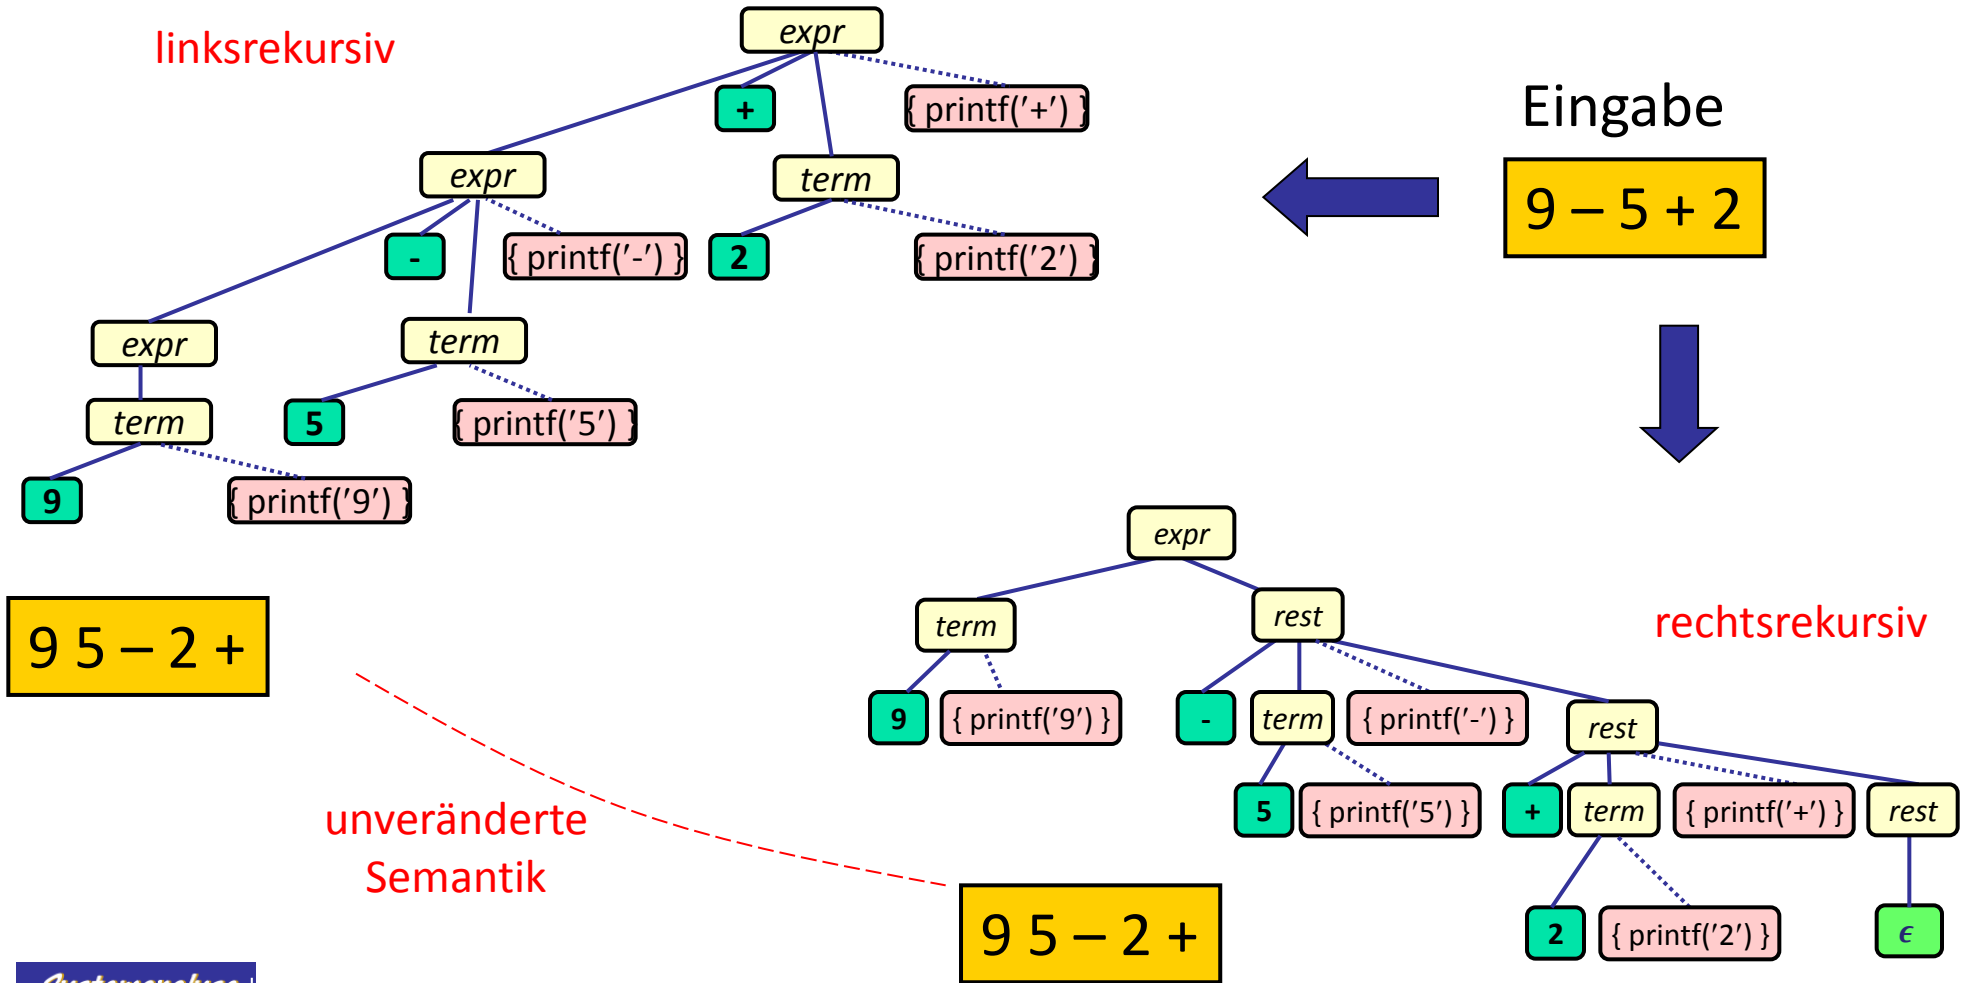 linksrekursiv
expr
+
{ printf('+') }
expr
term
-
{ printf('-') }
2
{ printf('2') }
expr
term
term
5
{ printf('5') }
9
{ printf('9') }
Eingabe
9 – 5 + 2
9 5 – 2 +
unveränderte
Semantik
rechtsrekursiv
expr
term
rest
9
{ printf('9') }
-
term
{ printf('-') }
rest
5
{ printf('5') }
+
term
{ printf('+') }
rest
2
{ printf('2') }
ϵ
9 5 – 2 +